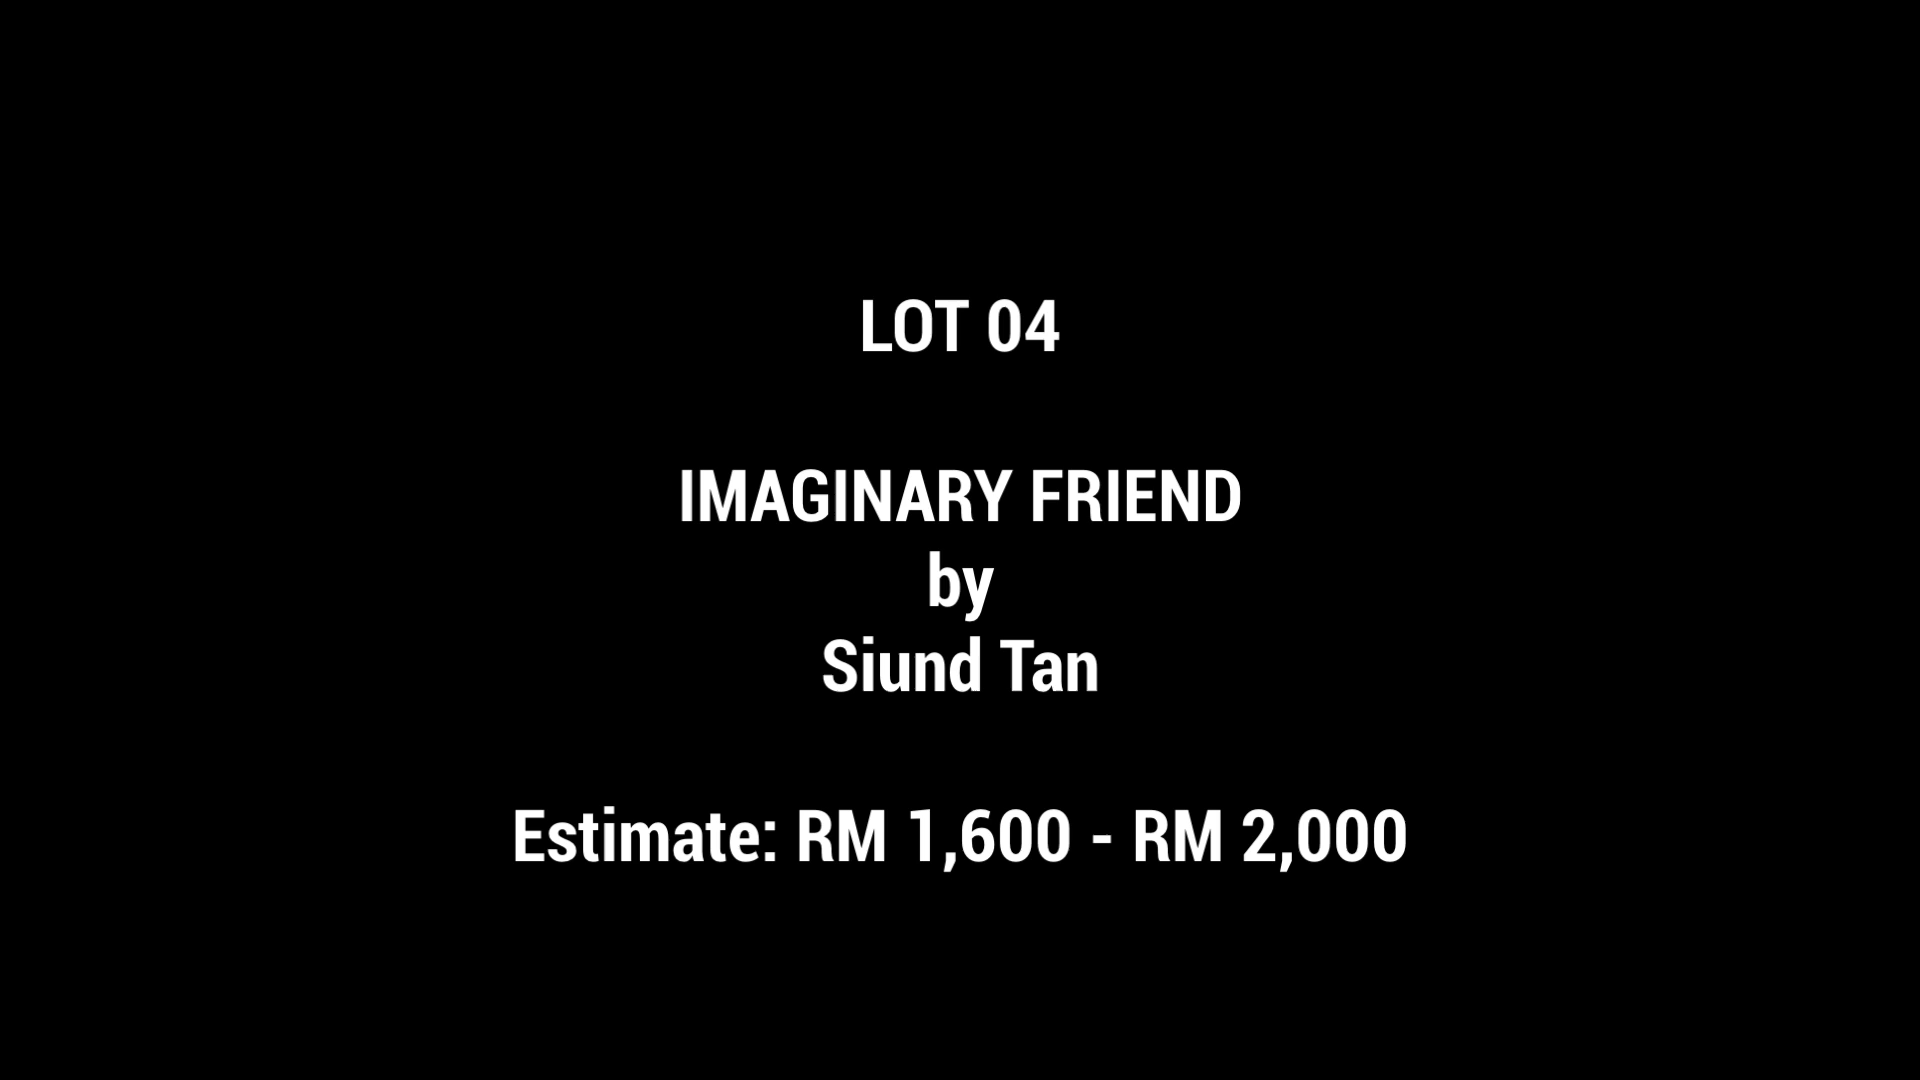 LOT 04
IMAGINARY FRIEND
by
Siund Tan
Estimate: RM 1,600 - RM 2,000